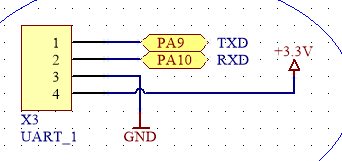 1 PA9 TXD
2 PA10 RXD
3
4
+3.3V
GND
X3
UART_1